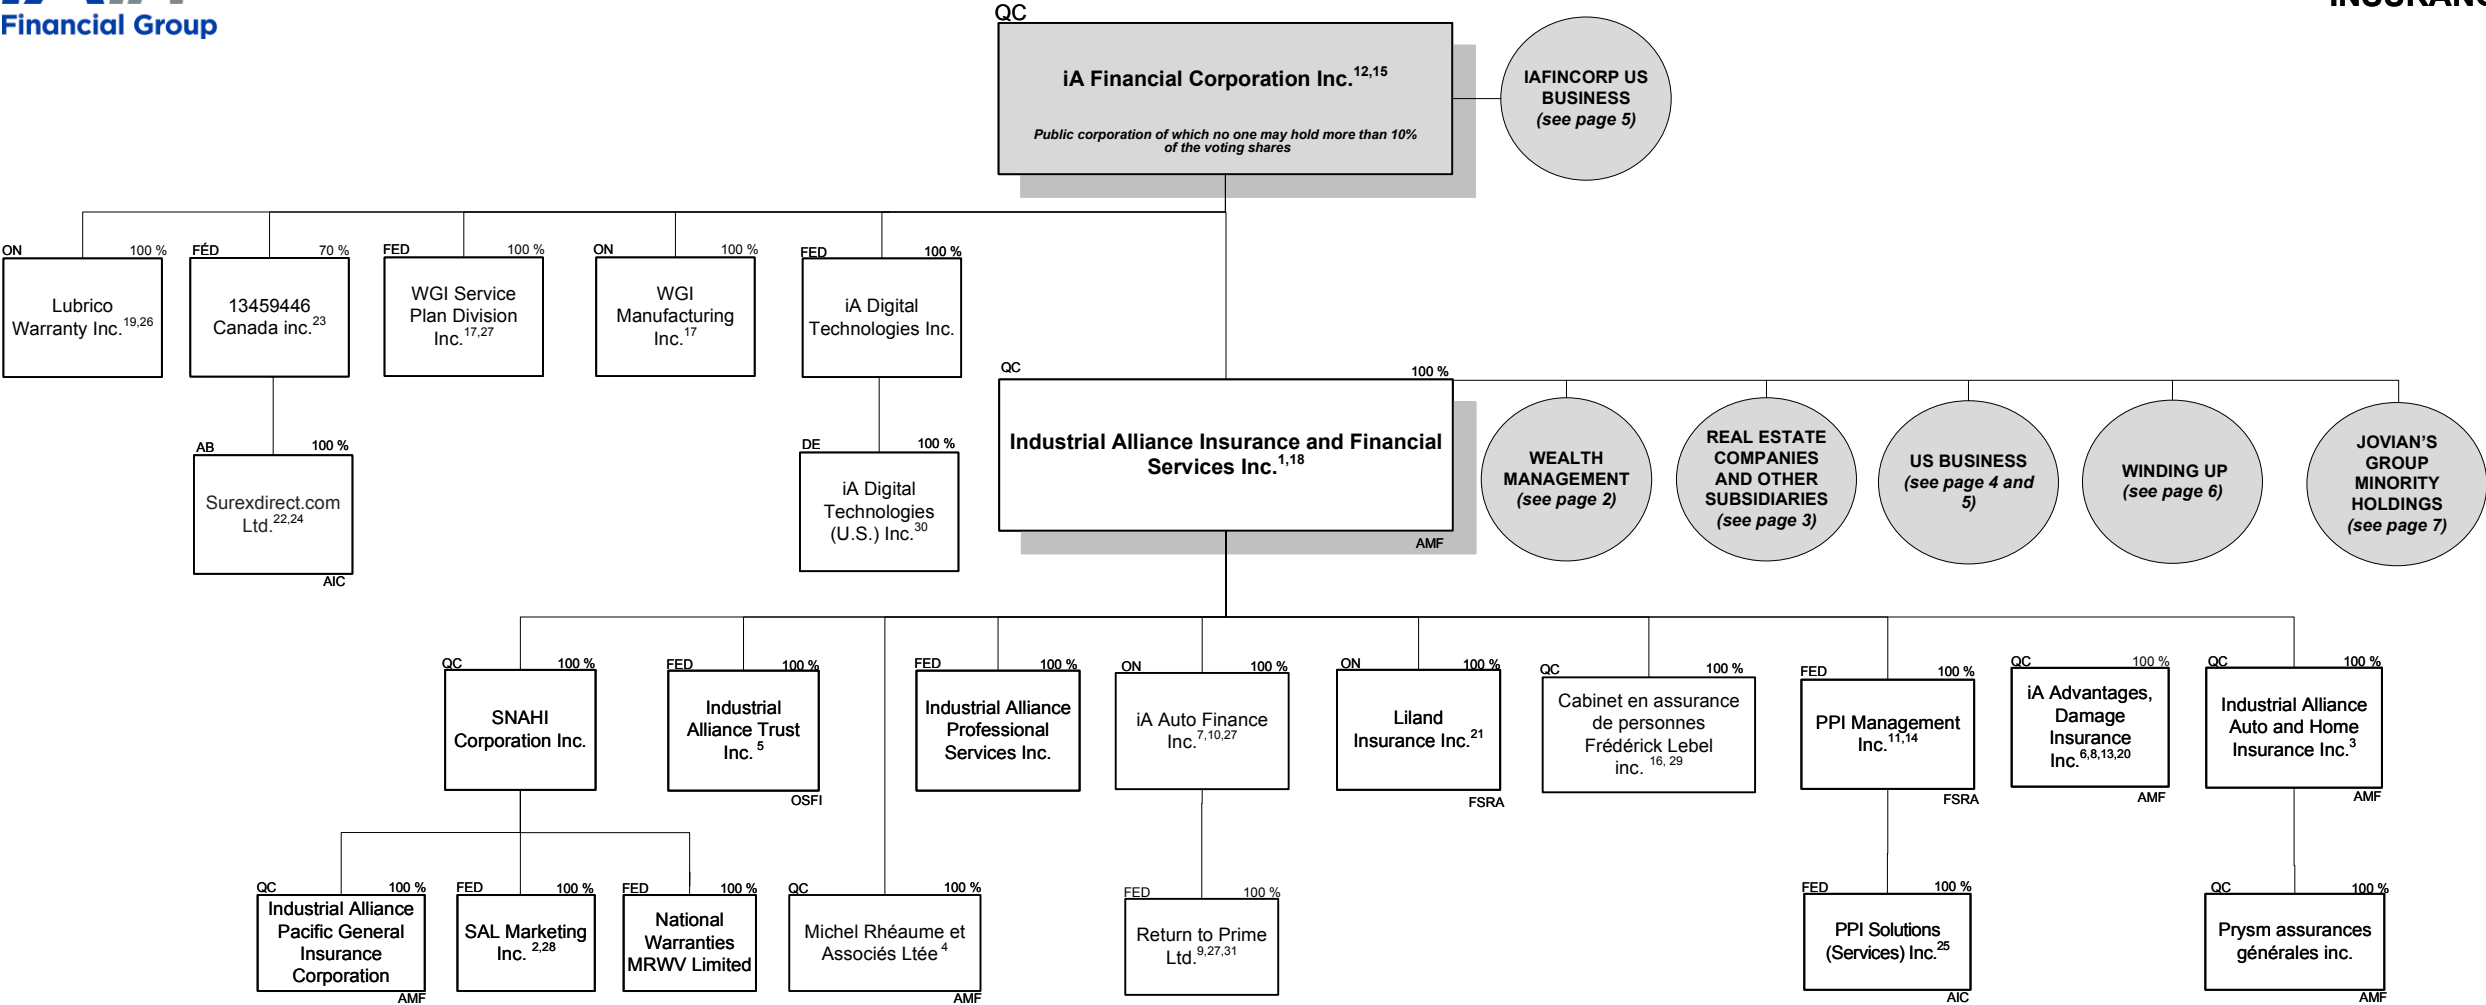 Financial Group
QC
iA Financial Corporation Inc.12,15
Public corporation of which no one may hold more than 10%
of the voting shares
IAFINCORP US
BUSINESS
(see page 5)
ON 100 %
Lubrico
Warranty Inc.19,26
FÉD 70 %
13459446
Canada inc.23
FED 100 %
WGI Service
Plan Division
Inc.17,27
ON 100 %
WGI
Manufacturing
Inc.17
FED 100 %
iA Digital
Technologies Inc.
AB 100 %
Surexdirect.com
Ltd.22,24
AIC
DE 100 %
iA Digital
Technologies
(U.S.) Inc.30
QC 100 %
Industrial Alliance Insurance and Financial
Services Inc.1,18
AMF
WEALTH
MANAGEMENT
(see page 2)
REAL ESTATE
COMPANIES
AND OTHER
SUBSIDIARIES
(see page 3)
US BUSINESS
(see page 4 and
5)
WINDING UP
(see page 6)
JOVIAN'S
GROUP
MINORITY
HOLDINGS
(see page 7)
QC 100 %
SNAHI
Corporation Inc.
FED 100 %
Industrial
Alliance Trust
Inc. 5
OSFI
FED 100 %
Industrial Alliance
Professional
Services Inc.
ON 100 %
iA Auto Finance
Inc.7,10,27
ON 100 %
Liland
Insurance Inc.21
FSRA
QC 100 %
Cabinet en assurance
de personnes
Frédérick Lebel
inc. 16, 29
FED 100 %
PPI Management
Inc.11,14
FSRA
QC 100 %
iA Advantages,
Damage
Insurance
Inc.6,8,13,20
AMF
QC 100 %
Industrial Alliance
Auto and Home
Insurance Inc.3
AMF
QC 100 %
Industrial Alliance
Pacific General
Insurance
Corporation
AMF
FED 100 %
SAL Marketing
Inc. 2,28
FED 100 %
National
Warranties
MRWV Limited
QC 100 %
Michel Rhéaume et
Associés Ltée 4
AMF
FED 100 %
Return to Prime
Ltd.9,27,31
FED 100 %
PPI Solutions
(Services) Inc.25
AIC
QC 100 %
Prysm assurances
générales inc.
AMF